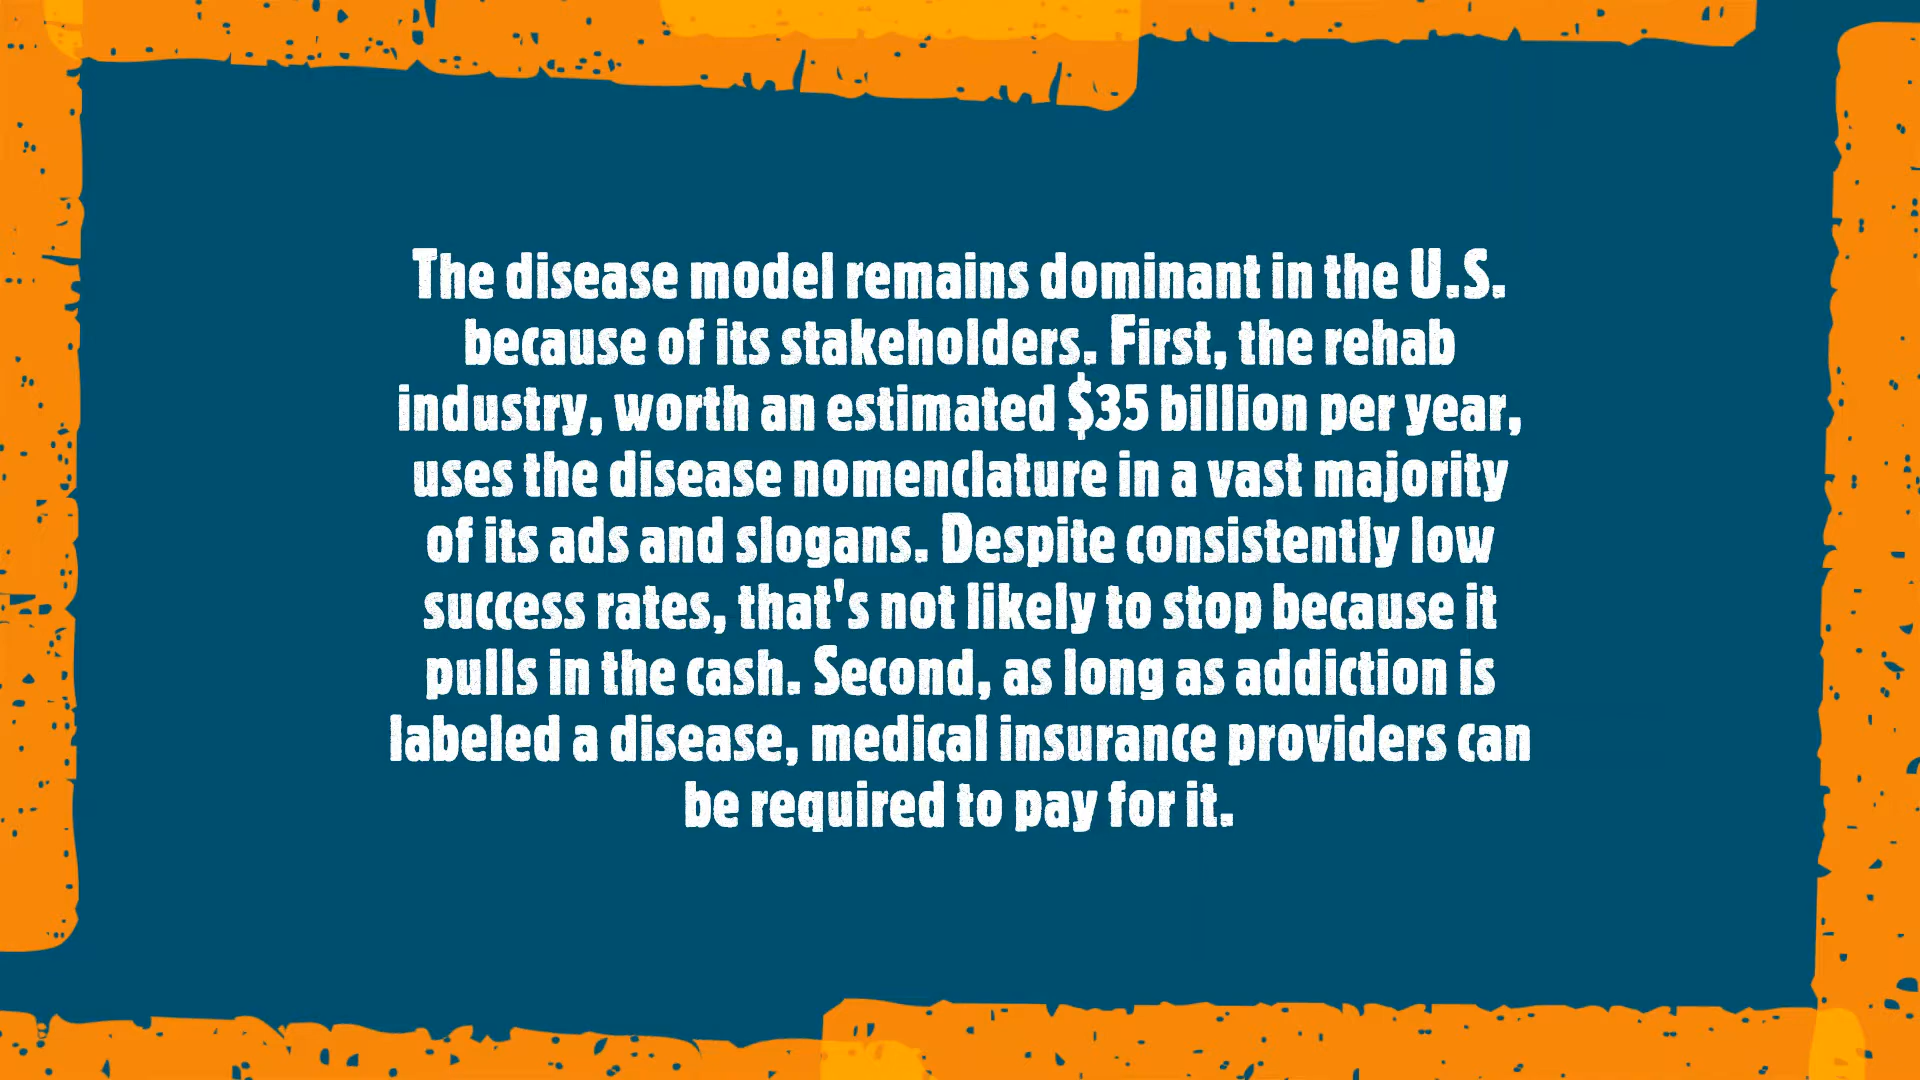 The disease model remains dominant in the U.S.
because of its stakeholders. First, the rehab
industry, worth an estimated $35 billion per year,
uses the disease nomenclature in a vast majority
of its ads and slogans. Despite consistently low
success rates, that's not likely to stop because it
pulls in the cash. Second, as long as addiction is
labeled a disease, medical insurance providers can
be required to pay for it.